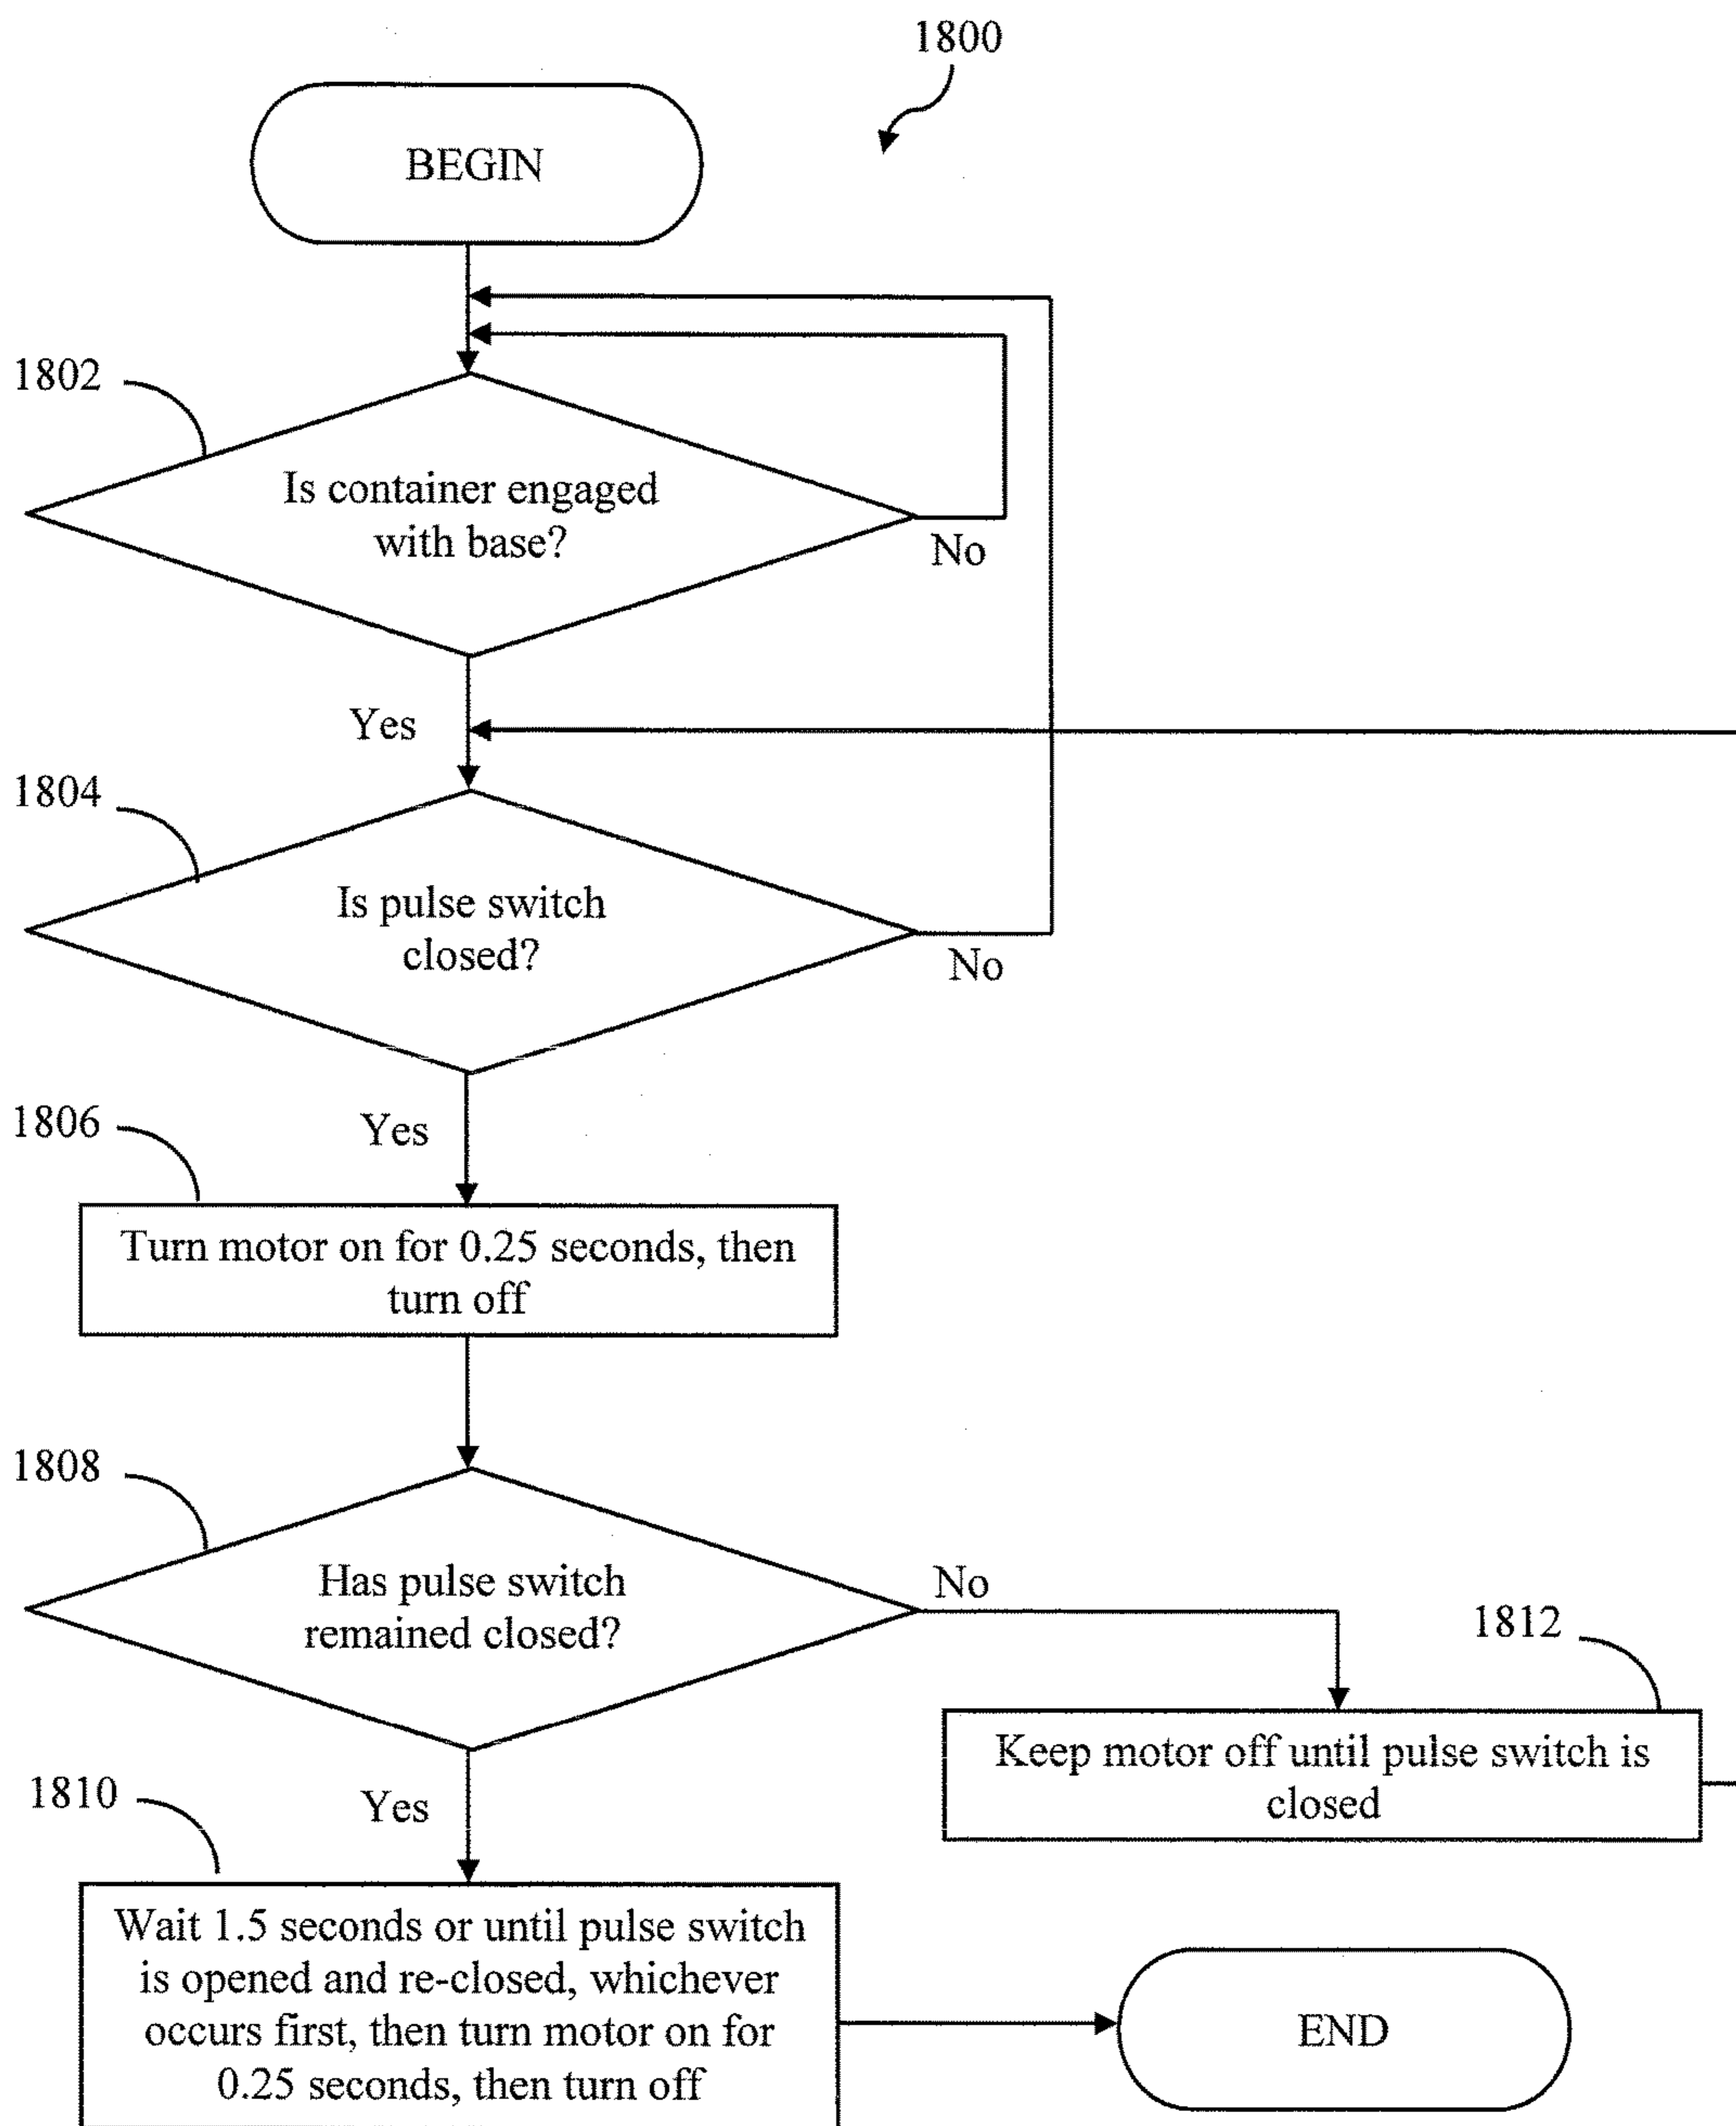 1800
BEGIN
1802
Is container engaged
with base?
No
Yes
1804
Is pulse switch
closed?
No
1806
Yes
Turn motor on for 0.25 seconds, then
turn off
1808
Has pulse switch
remained closed?
No
1812
Keep motor off until pulse switch is
closed
1810
Yes
Wait 1.5 seconds or until pulse switch
is opened and re-closed, whichever
occurs first, then turn motor on for
0.25 seconds, then turn off
END